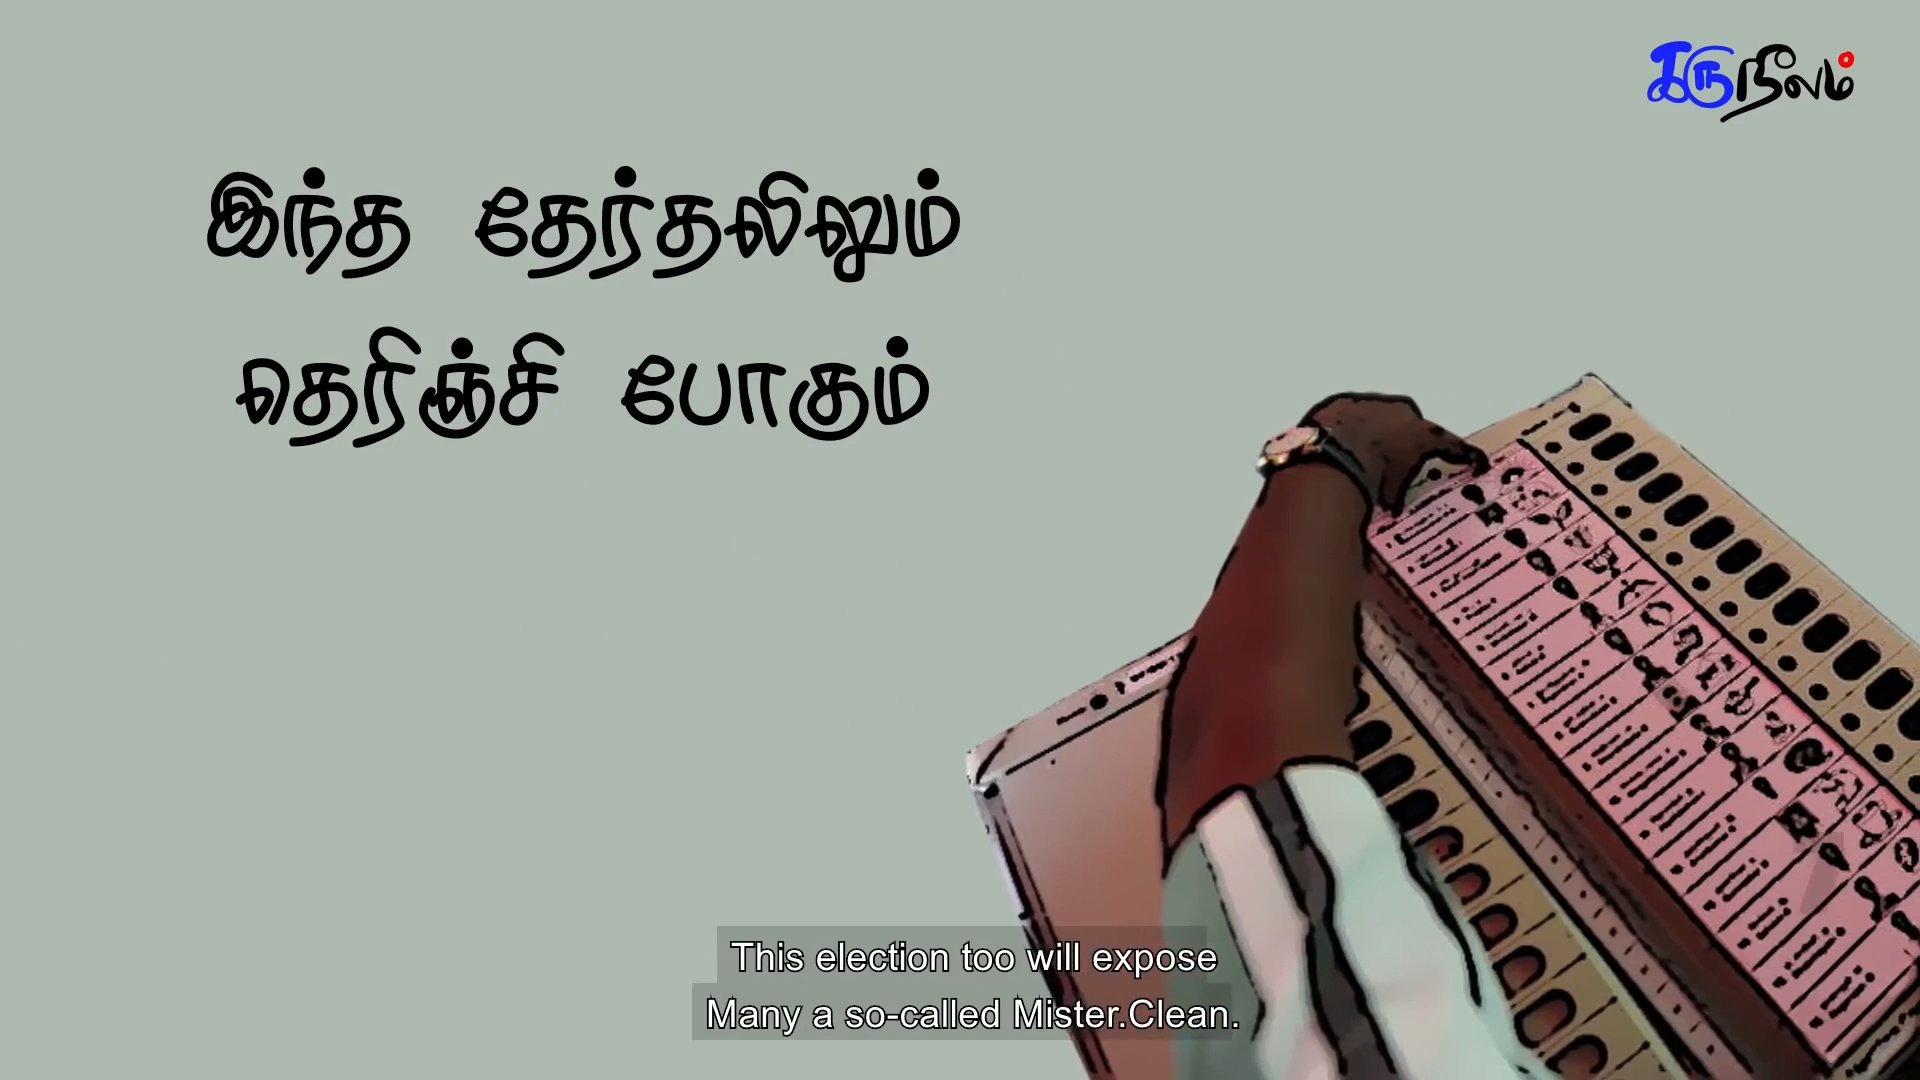 கருநீலம்
இந்த தேர்தலிலும்
தெரிஞ்சி போகும்
This election too will expose
Many a so-called Mister.Clean.